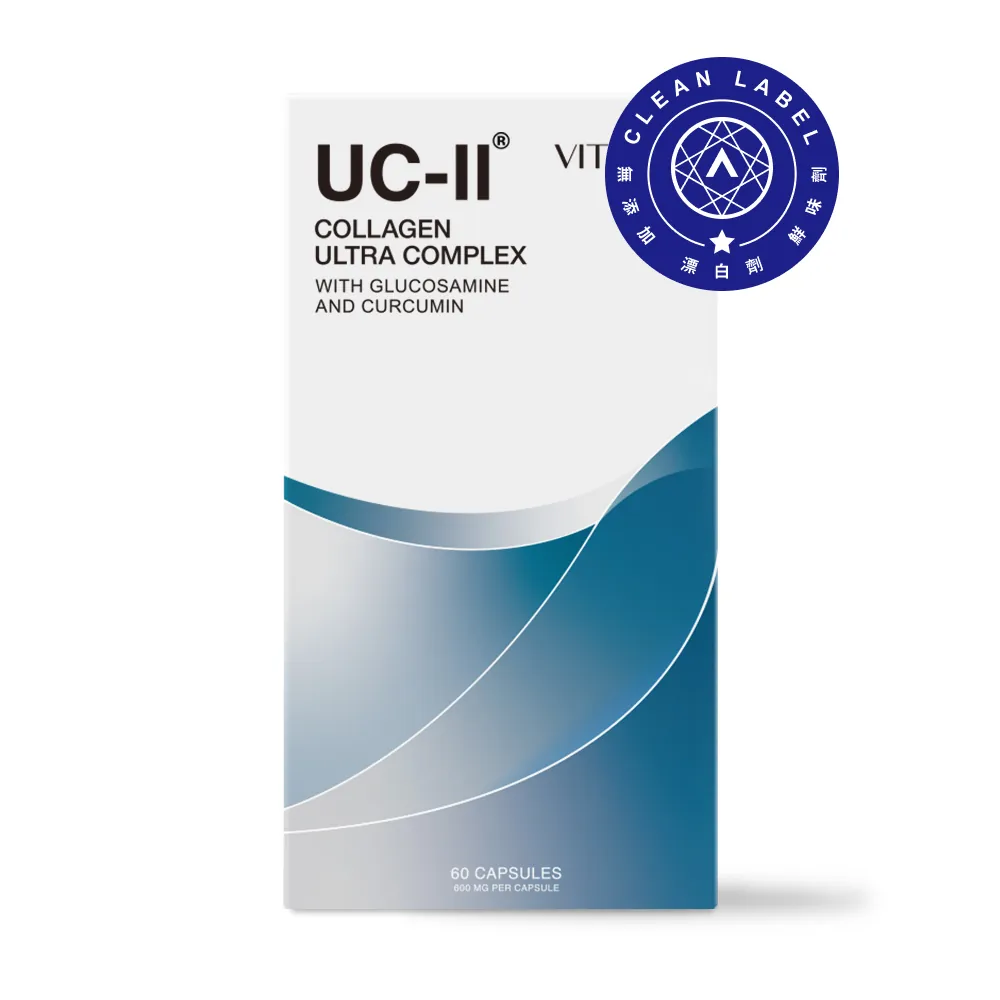 UC-II®
VIT
COLLAGEN
ULTRA COMPLEX
WITH GLUCOSAMINE
AND CURCUMIN
CLEAN LABEL
無添加 漂白劑 鮮味劑
60 CAPSULES
600 MG PER CAPSULE